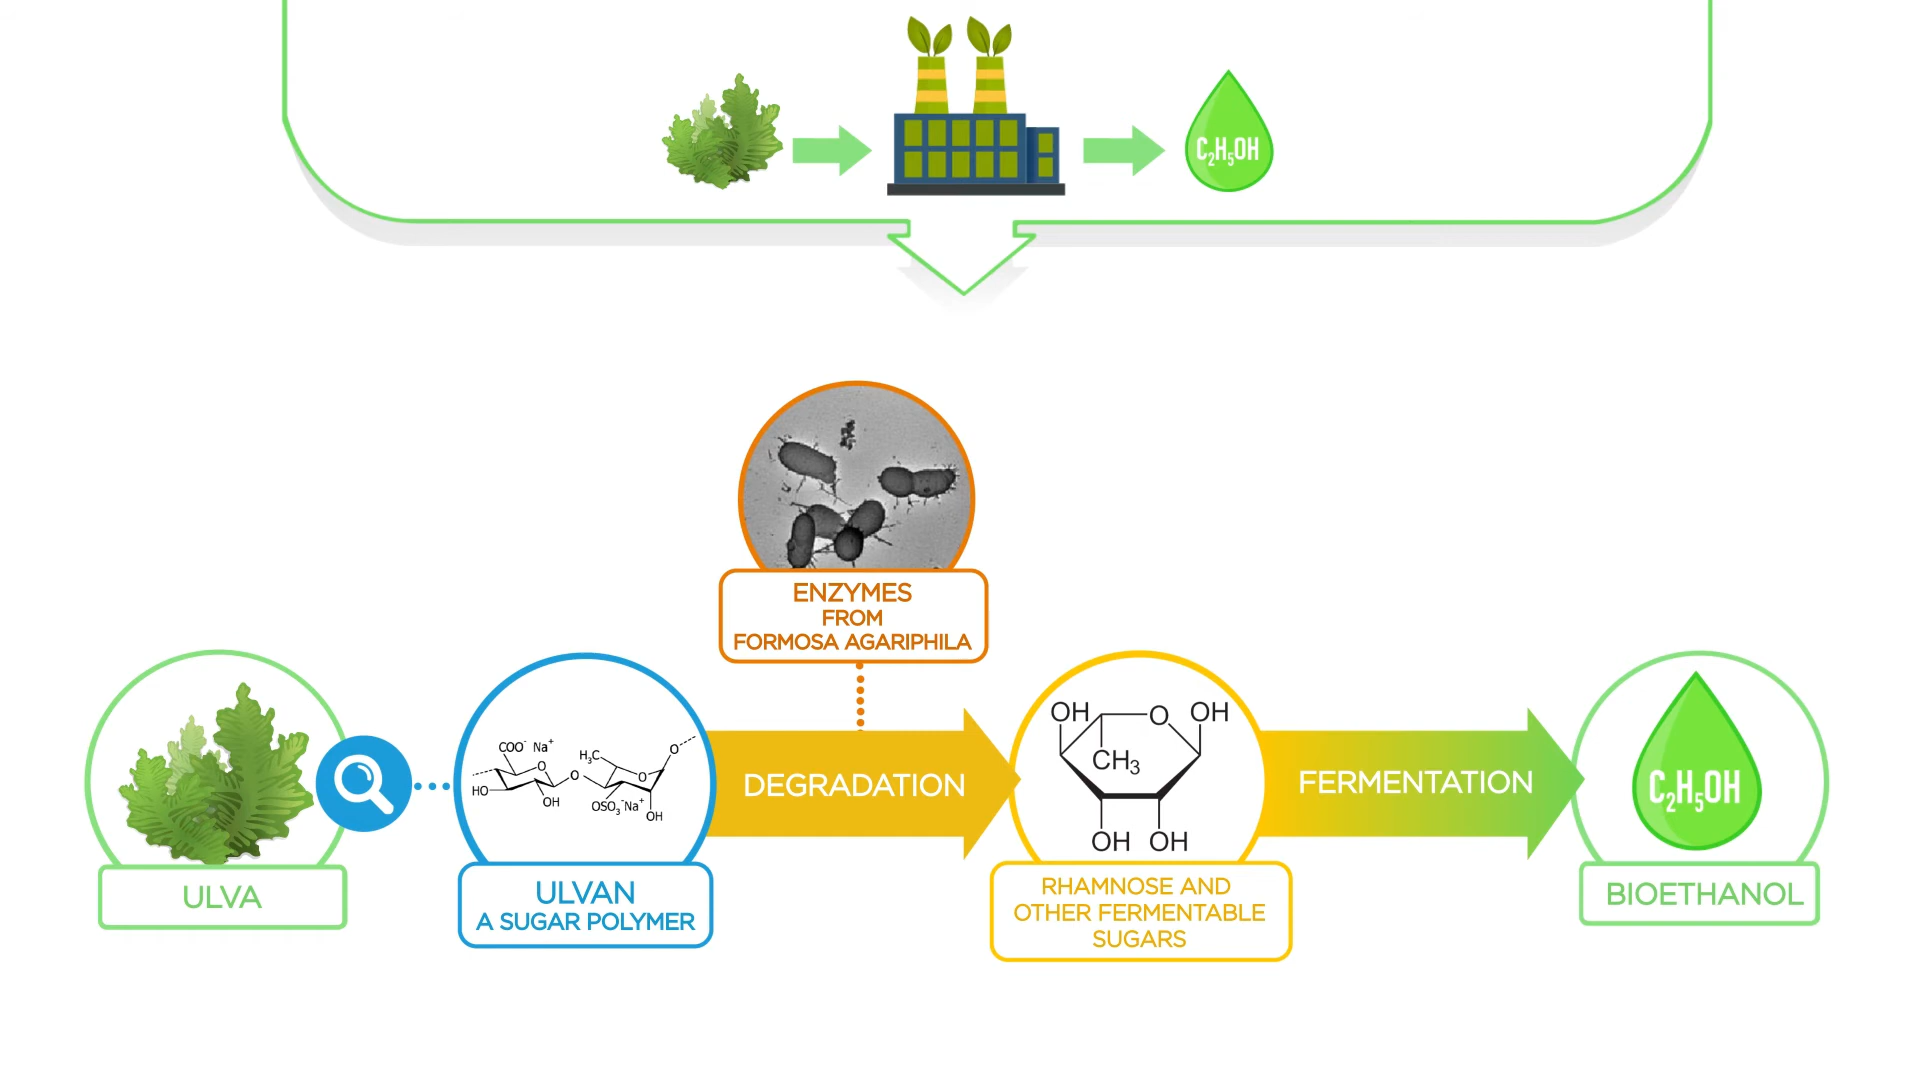 C₂H₅OH
ENZYMES
FROM
FORMOSA AGARIPHILA
COO⁻ Na⁺
O
HO
OH
O
H₃C
O
O
OSO₃⁻Na⁺
OH
DEGRADATION
OH
O
OH
CH₃
OH
OH
FERMENTATION
C₂H₅OH
ULVA
ULVAN
A SUGAR POLYMER
RHAMNOSE AND
OTHER FERMENTABLE
SUGARS
BIOETHANOL